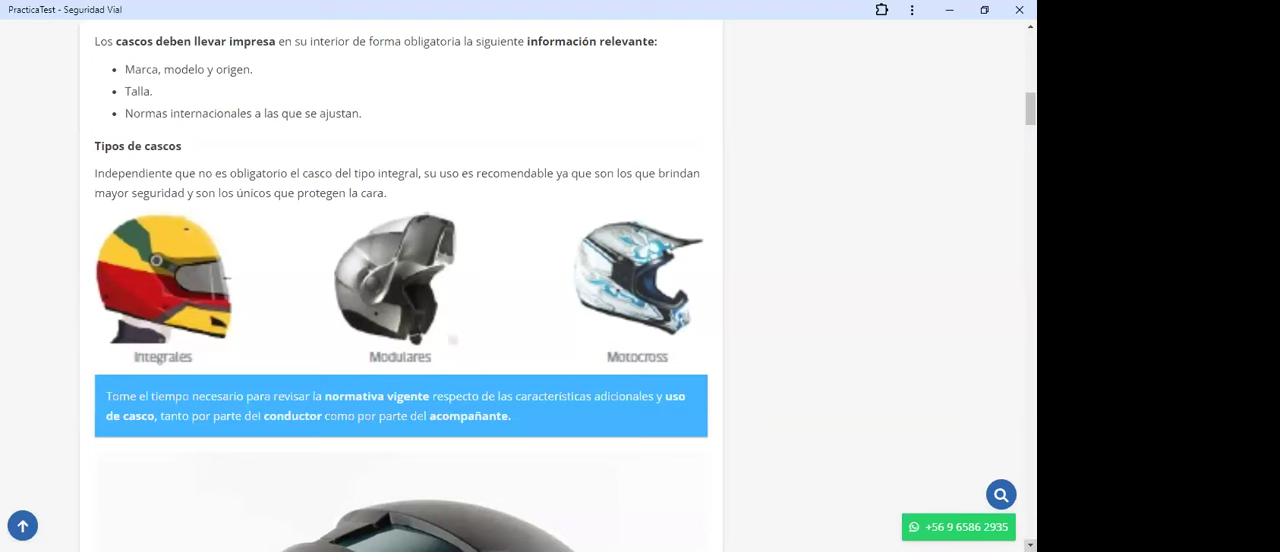 PracticaTest - Seguridad Vial
Los cascos deben llevar impresa en su interior de forma obligatoria la siguiente información relevante:
• Marca, modelo y origen.
• Talla.
• Normas internacionales a las que se ajustan.
Tipos de cascos
Independiente que no es obligatorio el casco del tipo integral, su uso es recomendable ya que son los que brindan
mayor seguridad y son los únicos que protegen la cara.
Integrales Modulares Motocross
Tome el tiempo necesario para revisar la normativa vigente respecto de las características adicionales y uso
de casco, tanto por parte del conductor como por parte del acompañante.
+56 9 6586 2935